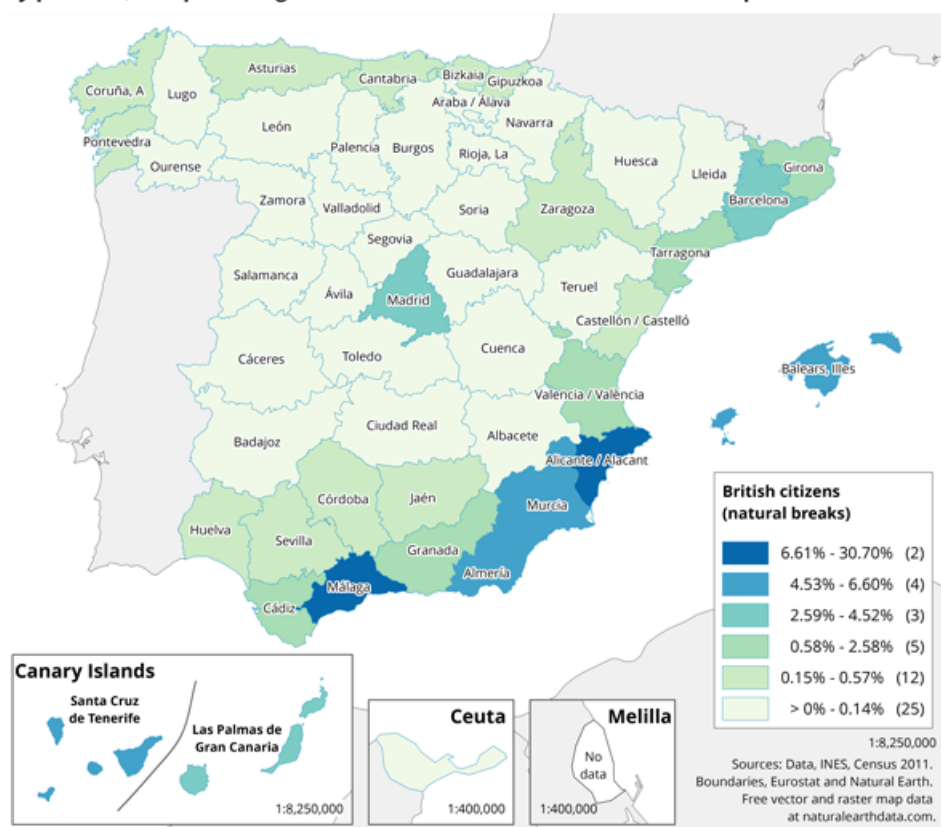 Asturias
Cantabria
Bizkaia
Gipuzkoa
Coruña, A
Lugo
Araba / Álava
León
Navarra
Pontevedra
Palencia
Burgos
Rioja, La
Ourense
Huesca
Lleida
Girona
Zamora
Valladolid
Soria
Zaragoza
Barcelona
Segovia
Tarragona
Salamanca
Guadalajara
Ávila
Madrid
Teruel
Castellón / Castelló
Cáceres
Toledo
Cuenca
Balears, Illes
Valencia / València
Badajoz
Ciudad Real
Albacete
Alicante / Alacant
Córdoba
Jaén
Murcia
Huelva
Sevilla
Granada
Málaga
Almería
Cádiz
British citizens
(natural breaks)
6.61% - 30.70% (2)
4.53% - 6.60% (4)
2.59% - 4.52% (3)
0.58% - 2.58% (5)
0.15% - 0.57% (12)
> 0% - 0.14% (25)
Canary Islands
Santa Cruz
de Tenerife
Las Palmas de
Gran Canaria
1:8,250,000
Ceuta
1:400,000
Melilla
No
data
1:400,000
1:8,250,000
Sources: Data, INES, Census 2011.
Boundaries, Eurostat and Natural Earth.
Free vector and raster map data
at naturalearthdata.com.